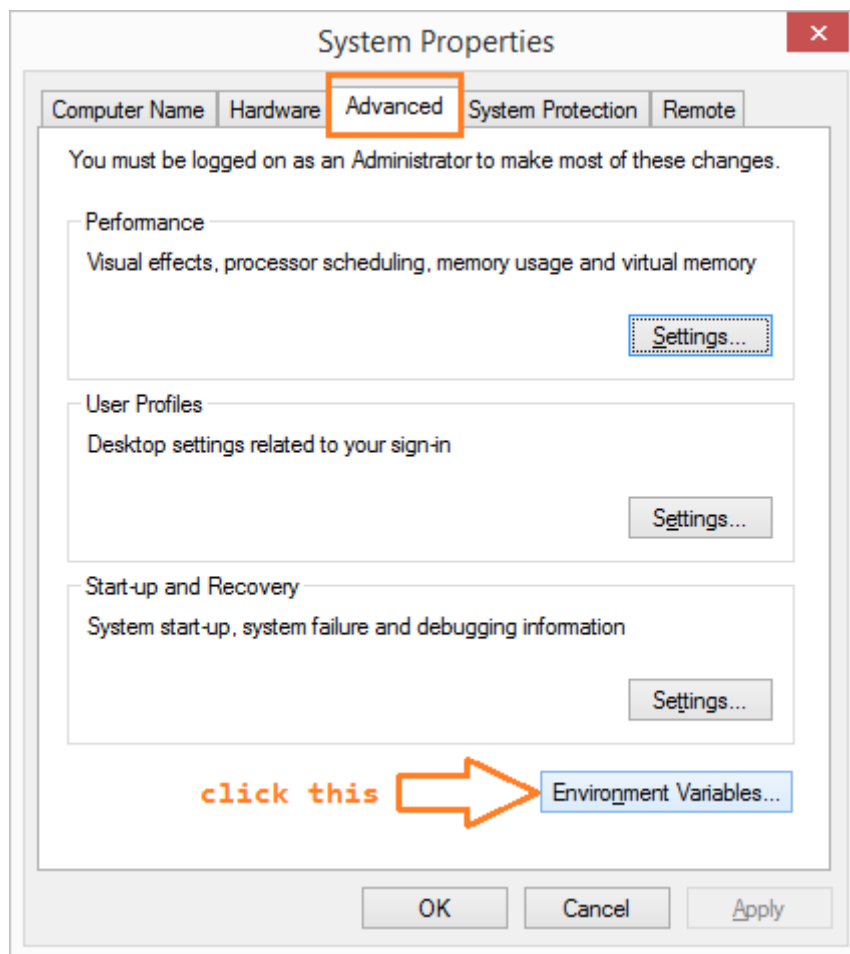 System Properties
Computer Name Hardware Advanced System Protection Remote
You must be logged on as an Administrator to make most of these changes.
Performance
Visual effects, processor scheduling, memory usage and virtual memory
Settings...
User Profiles
Desktop settings related to your sign-in
Settings...
Start-up and Recovery
System start-up, system failure and debugging information
Settings...
click this Environment Variables...
OK Cancel Apply